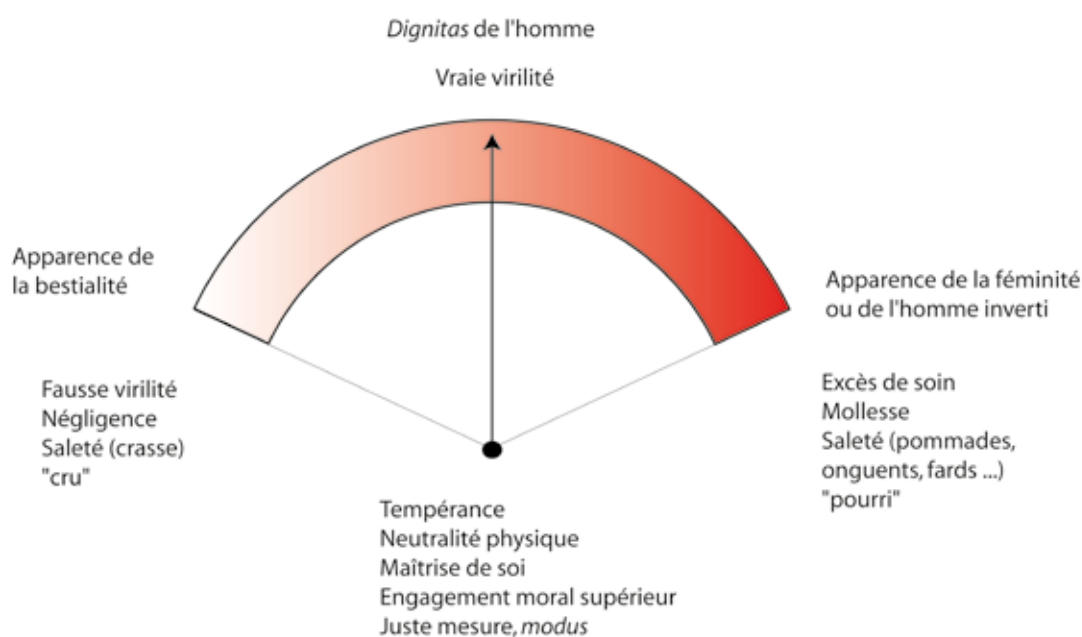 Dignitas de l'homme
Vraie virilité
Apparence de
la bestialité
Apparence de la féminité
ou de l'homme inverti
Fausse virilité
Négligence
Saleté (crasse)
"cru"
Excès de soin
Mollesse
Saleté (pommades,
onguents, fards ...)
"pourri"
Tempérance
Neutralité physique
Maîtrise de soi
Engagement moral supérieur
Juste mesure, modus